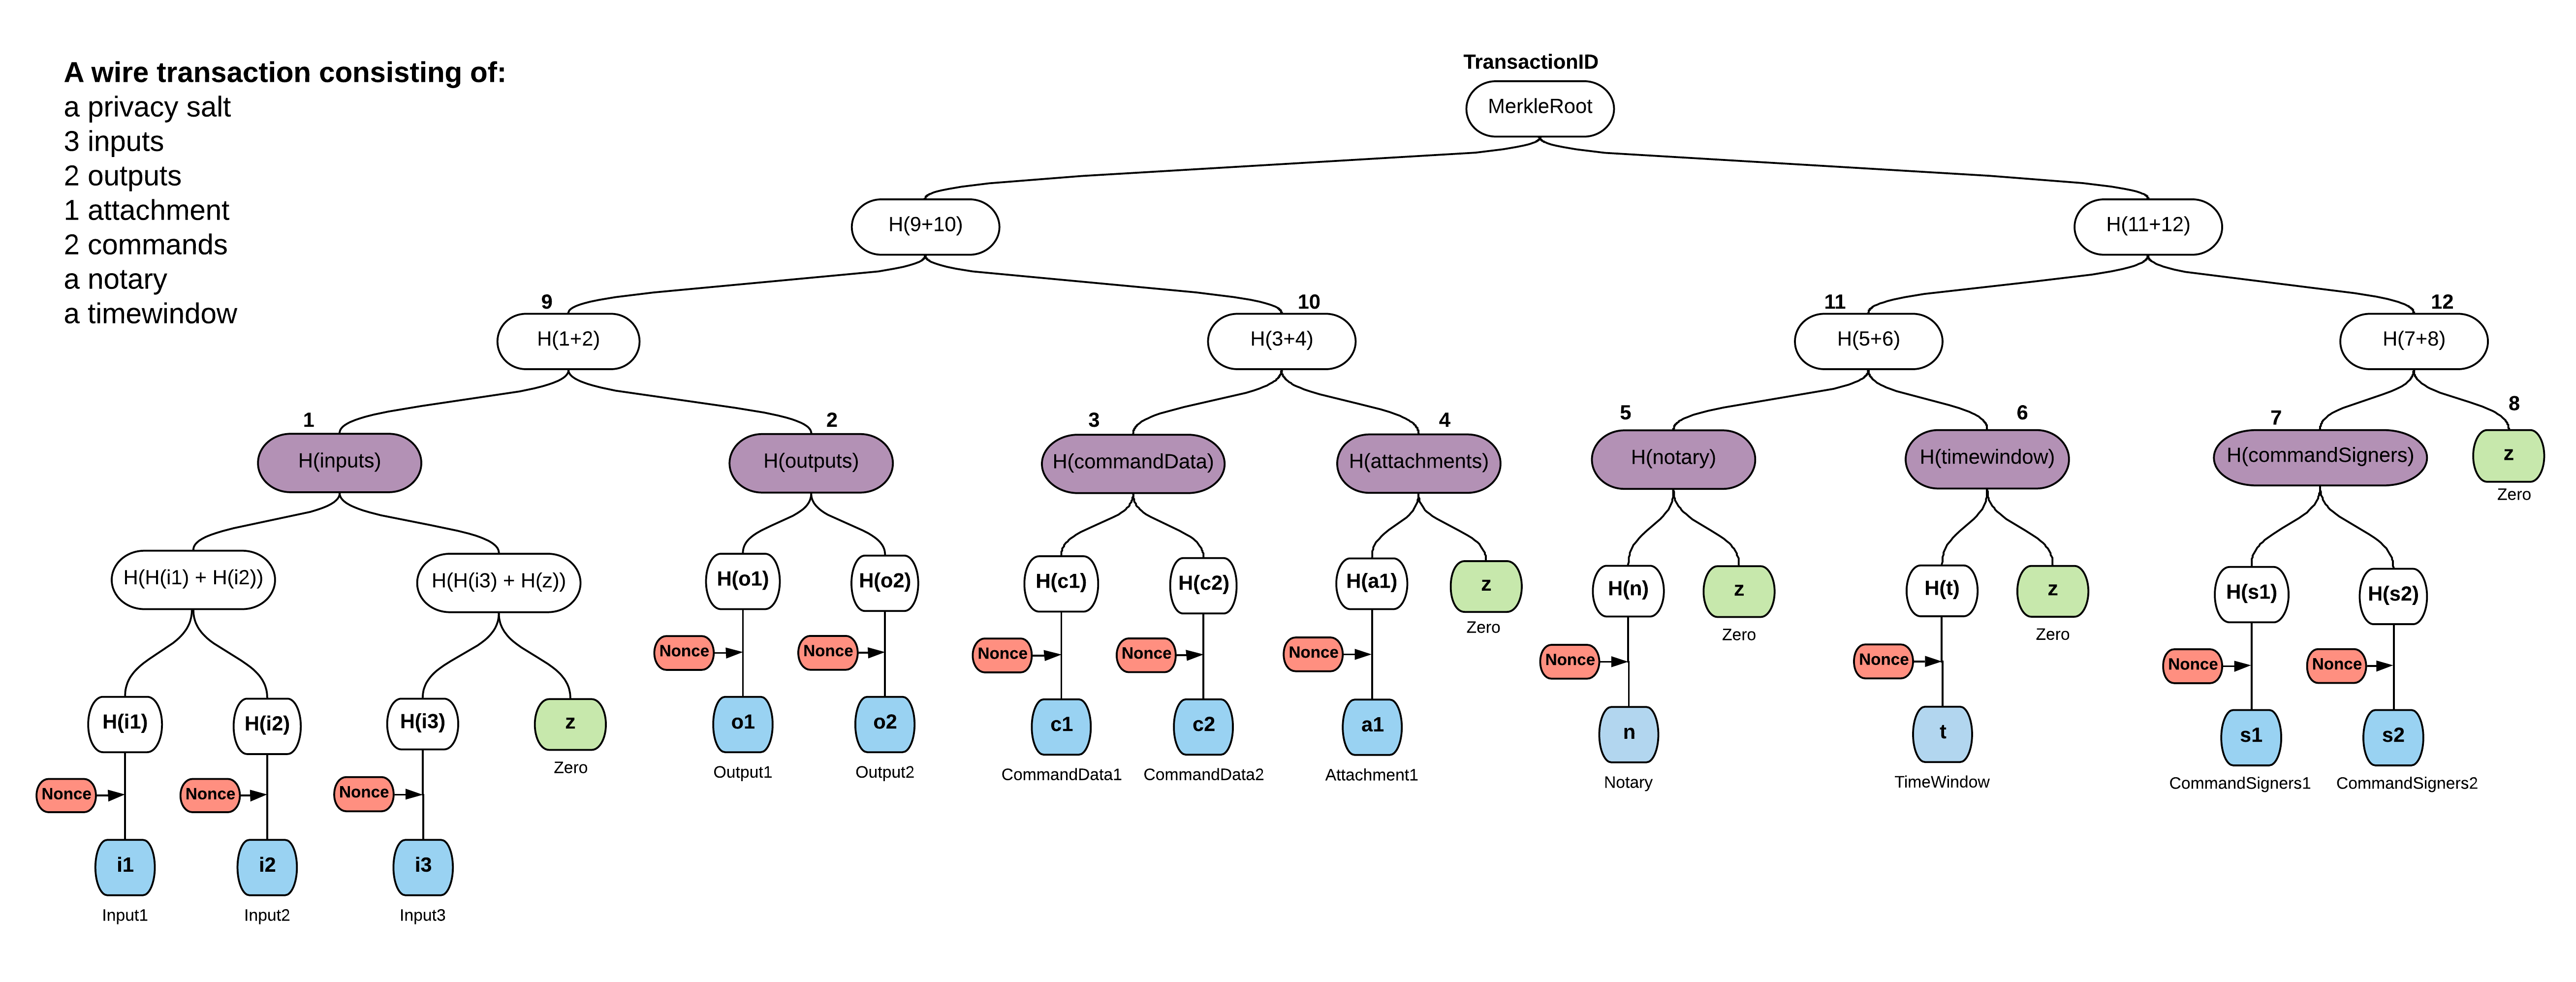 A wire transaction consisting of:
a privacy salt
3 inputs
2 outputs
1 attachment
2 commands
a notary
a timewindow
TransactionID
MerkleRoot
H(9+10)
H(11+12)
9
10
11
12
H(1+2)
H(3+4)
H(5+6)
H(7+8)
1
2
3
4
5
6
7
8
H(inputs)
H(outputs)
H(commandData)
H(attachments)
H(notary)
H(timewindow)
H(commandSigners)
z
Zero
H(H(i1) + H(i2))
H(H(i3) + H(z))
H(o1)
H(o2)
H(c1)
H(c2)
H(a1)
z
Zero
H(n)
z
Zero
H(t)
z
Zero
H(s1)
H(s2)
Nonce
Nonce
Nonce
Nonce
Nonce
Nonce
Nonce
Nonce
Nonce
H(i1)
H(i2)
H(i3)
z
Zero
o1
Output1
o2
Output2
c1
CommandData1
c2
CommandData2
a1
Attachment1
n
Notary
t
TimeWindow
s1
CommandSigners1
s2
CommandSigners2
Nonce
Nonce
Nonce
i1
Input1
i2
Input2
i3
Input3